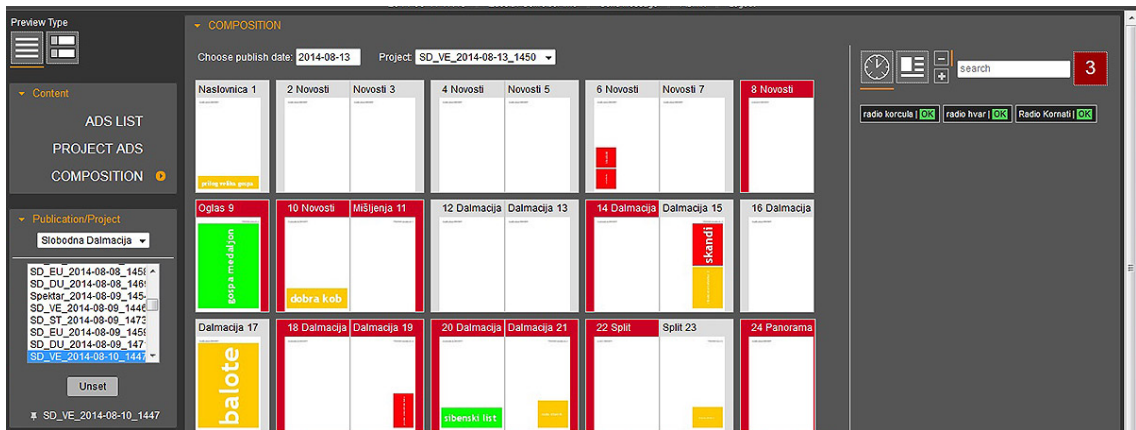 Preview Type
Content
ADS LIST
PROJECT ADS
COMPOSITION
Publication/Project
Slobodna Dalmacija
SD_EU_2014-08-08_1458
SD_DU_2014-08-08_146
Spektar_2014-08-09_145
SD_VE_2014-08-09_1446
SD_ST_2014-08-09_1473
SD_EU_2014-08-09_1459
SD_DU_2014-08-09_147
SD_VE_2014-08-10_1447
Unset
SD_VE_2014-08-10_1447
COMPOSITION
Choose publish date: 2014-08-13 Project: SD_VE_2014-08-13_1450
Naslovnica 1 2 Novosti Novosti 3 4 Novosti Novosti 5 6 Novosti Novosti 7 8 Novosti
prilog velika gospa
Oglas 9 10 Novosti Mišljenja 11 12 Dalmacija Dalmacija 13 14 Dalmacija Dalmacija 15 16 Dalmacija
gospa medaljon
dobra kob
skandi
Dalmacija 17 18 Dalmacija Dalmacija 19 20 Dalmacija Dalmacija 21 22 Split Split 23 24 Panorama
balote
sibenski list
search
3
radio korcula | OK radio hvar | OK Radio Kornati | OK